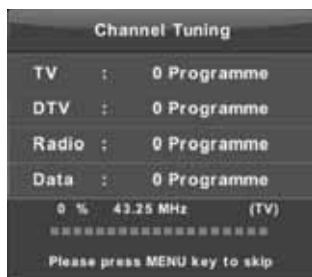 Channel Tuning
TV : 0 Programme
DTV : 0 Programme
Radio : 0 Programme
Data : 0 Programme
0 % 43.25 MHz (TV)
Please press MENU key to skip